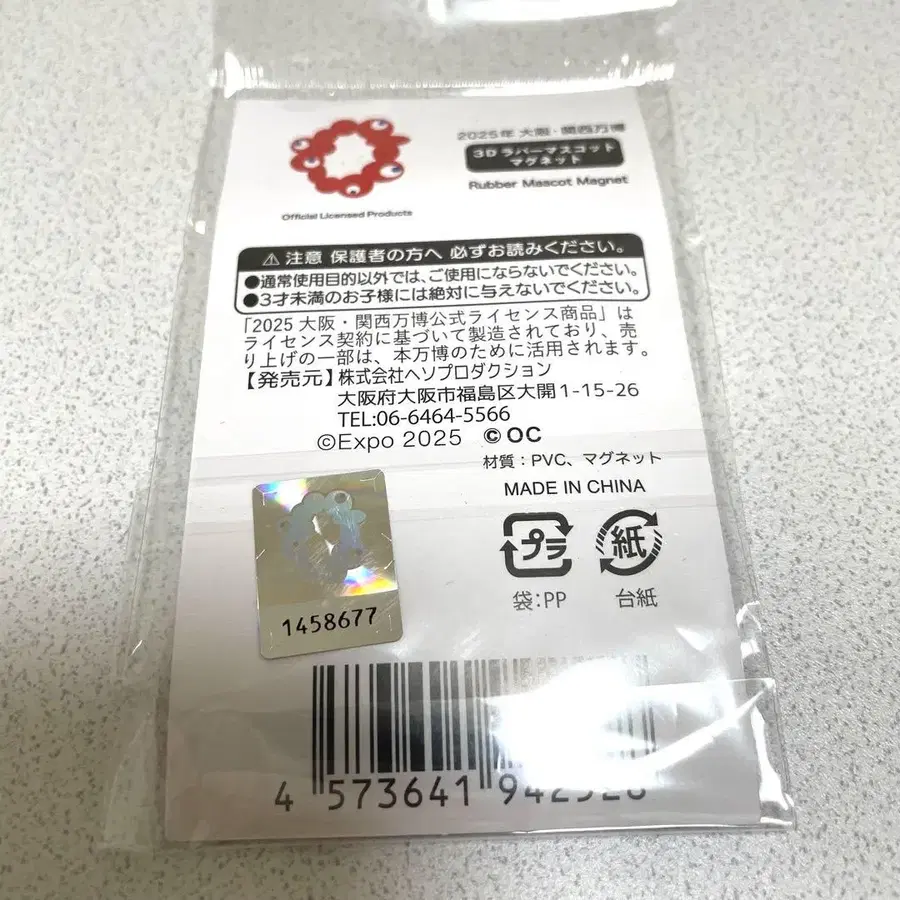 Official Licensed Products
2025年 大阪・関西万博
3Dラバーマスコット
マグネット
Rubber Mascot Magnet
⚠注意 保護者の方へ 必ずお読みください。
●通常使用目的以外では、ご使用にならないでください。
●3才未満のお子様には絶対に与えないでください。
「2025 大阪・関西万博公式ライセンス商品」は
ライセンス契約に基づいて製造されており、売
り上げの一部は、本万博のために活用されます。
【発売元】株式会社ヘソプロダクション
大阪府大阪市福島区大開1-15-26
TEL:06-6464-5566
©Expo 2025 © OC
材質：PVC、マグネット
MADE IN CHINA
プラ
紙
袋:PP
台紙
1458677
4 573641